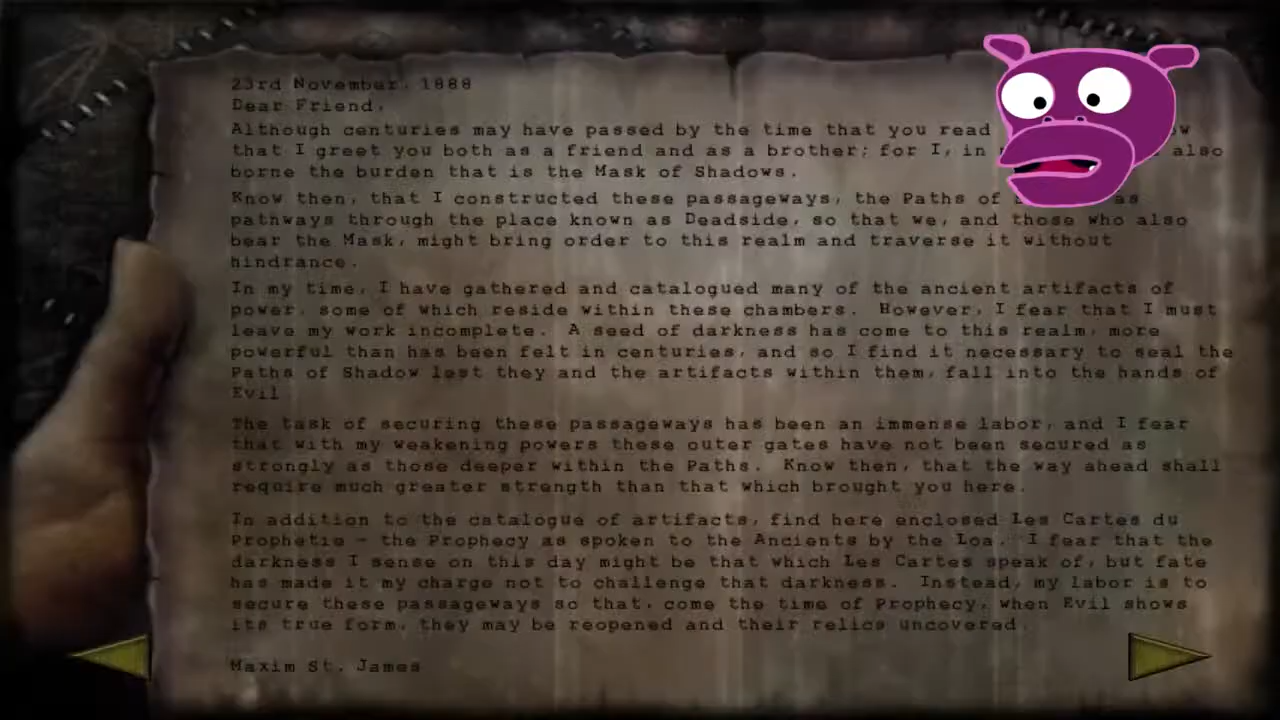 23rd November, 1888
Dear Friend,
Although centuries may have passed by the time that you read
that I greet you both as a friend and as a brother; for I, in also
borne the burden that is the Mask of Shadows.
Know then, that I constructed these passageways, the Paths of as
pathways through the place known as Deadside, so that we, and those who also
bear the Mask, might bring order to this realm and traverse it without
hindrance.
In my time, I have gathered and catalogued many of the ancient artifacts of
power, some of which reside within these chambers. However, I fear that I must
leave my work incomplete. A seed of darkness has come to this realm, more
powerful than has been felt in centuries, and so I find it necessary to seal the
Paths of Shadow lest they and the artifacts within them, fall into the hands of
Evil
The task of securing these passageways has been an immense labor, and I fear
that with my weakening powers these outer gates have not been secured as
strongly as those deeper within the Paths. Know then, that the way ahead shall
require much greater strength than that which brought you here.
In addition to the catalogue of artifacts, find here enclosed Les Cartes du
Prophetie - the Prophecy as spoken to the Ancients by the Loa. I fear that the
darkness I sense on this day might be that which Les Cartes speak of, but fate
has made it my charge not to challenge that darkness. Instead, my labor is to
secure these passageways so that, come the time of Prophecy, when Evil shows
its true form, they may be reopened and their relics uncovered.
Maxim St. James